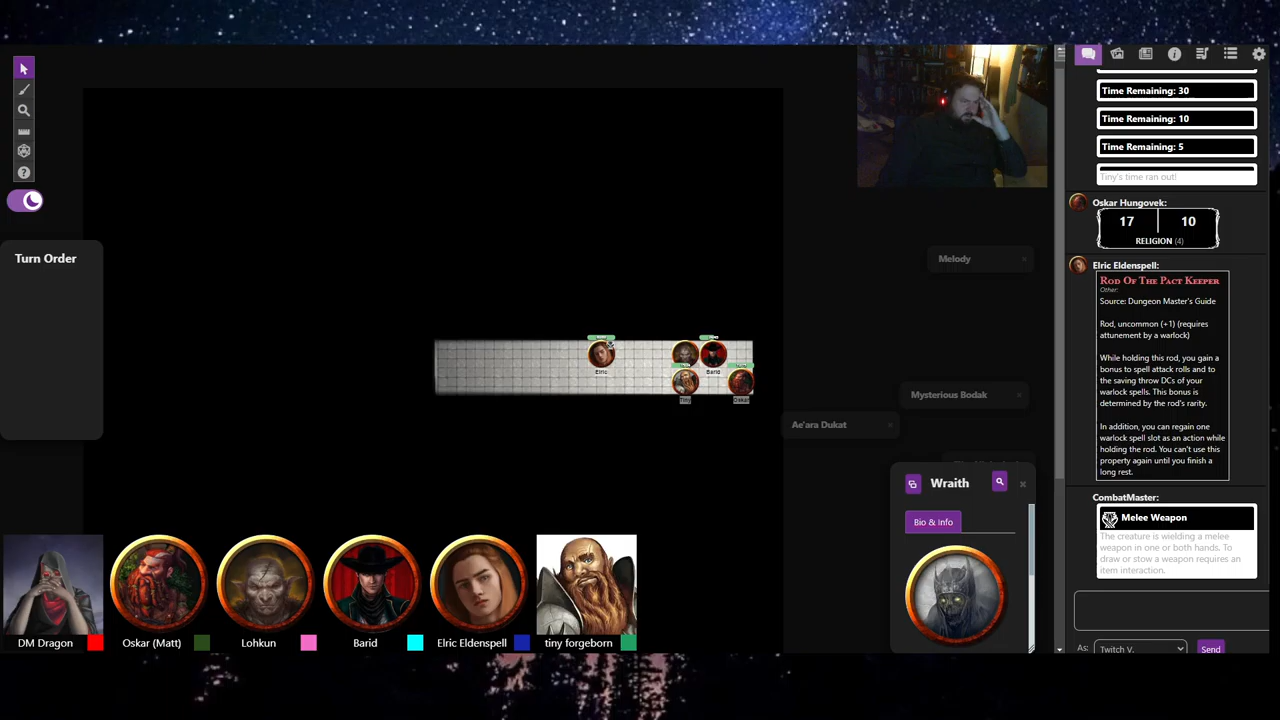 Time Remaining: 30
Time Remaining: 10
Time Remaining: 5
Tiny's time ran out!
Oskar Hungovek:
17 10
RELIGION (4)
Turn Order
Melody ×
Elric Eldenspell:
Rod Of The Pact Keeper
Other:
Source: Dungeon Master's Guide
Rod, uncommon (+1) (requires
attunement by a warlock)
While holding this rod, you gain a
bonus to spell attack rolls and to
the saving throw DCs of your
warlock spells. This bonus is
determined by the rod's rarity.
In addition, you can regain one
warlock spell slot as an action while
holding the rod. You can't use this
property again until you finish a
long rest.
Elric
Barid
Tiny
Oskar
Mysterious Bodak ×
Ae'ara Dukat ×
Wraith ×
Bio & Info
CombatMaster:
Melee Weapon
The creature is wielding a melee
weapon in one or both hands. To
draw or stow a weapon requires an
item interaction.
DM Dragon
Oskar (Matt)
Lohkun
Barid
Elric Eldenspell
tiny forgeborn
As: Twitch V. Send